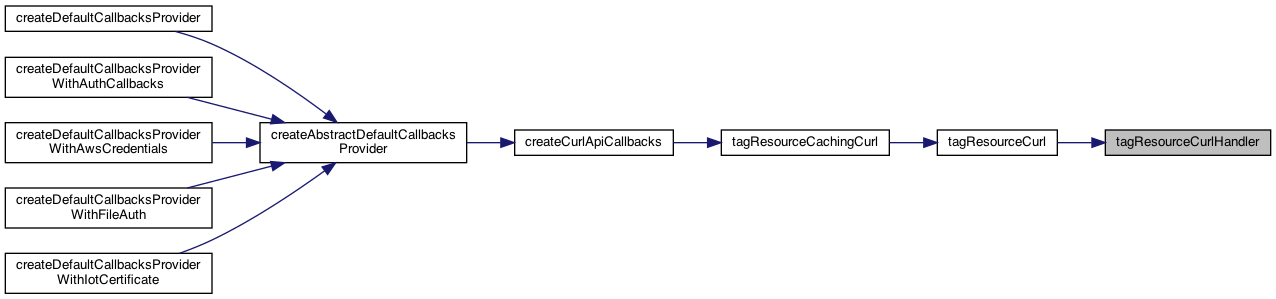 createDefaultCallbacksProvider
createDefaultCallbacksProvider
WithAuthCallbacks
createDefaultCallbacksProvider
WithAwsCredentials
createDefaultCallbacksProvider
WithFileAuth
createDefaultCallbacksProvider
WithIotCertificate
createAbstractDefaultCallbacks
Provider
createCurlApiCallbacks
tagResourceCachingCurl
tagResourceCurl
tagResourceCurlHandler